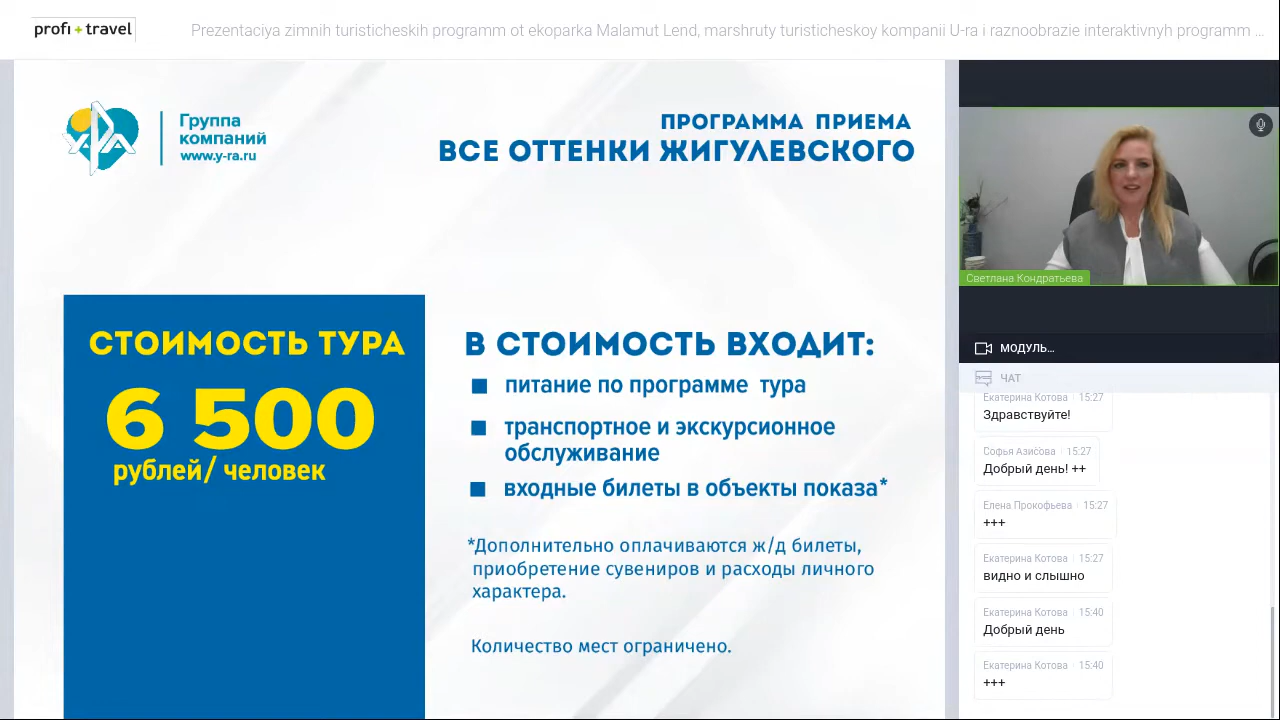 profi + travel
Prezentaciya zimnih turisticheskih programm ot ekoparka Malamut Lend, marshruty turisticheskoy kompanii U-ra i raznoobrazie interaktivnyh programm ...
УРА
Группа
компаний
www.y-ra.ru
ПРОГРАММА ПРИЕМА
ВСЕ ОТТЕНКИ ЖИГУЛЕВСКОГО
СТОИМОСТЬ ТУРА
6 500
рублей/ человек
В СТОИМОСТЬ ВХОДИТ:
питание по программе тура
транспортное и экскурсионное
обслуживание
входные билеты в объекты показа*
*Дополнительно оплачиваются ж/д билеты,
приобретение сувениров и расходы личного
характера.
Количество мест ограничено.
Светлана Кондратьева
МОДУЛЬ...
ЧАТ
Екатерина Котова 15:27
Здравствуйте!
Софья Азисова 15:27
Добрый день! ++
Елена Прокофьева 15:27
+++
Екатерина Котова 15:27
видно и слышно
Екатерина Котова 15:40
Добрый день
Екатерина Котова 15:40
+++